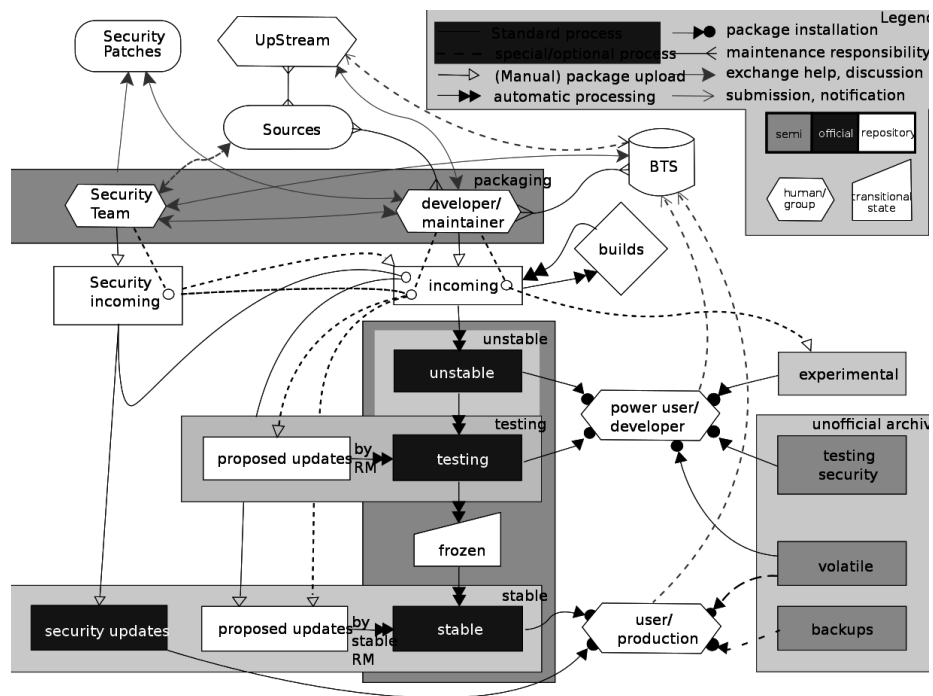 Security
Patches
UpStream
Legend
Standard process
package installation
special/optional process
maintenance responsibility
(Manual) package upload
exchange help, discussion
automatic processing
submission, notification
Sources
semi
official
repository
BTS
packaging
human/
group
transitional
state
Security
Team
developer/
maintainer
builds
Security
incoming
incoming
unstable
unstable
experimental
power user/
developer
testing
unofficial archiv
proposed updates
by
RM
testing
testing
security
frozen
volatile
stable
security updates
proposed updates
by
stable
RM
stable
user/
production
backups